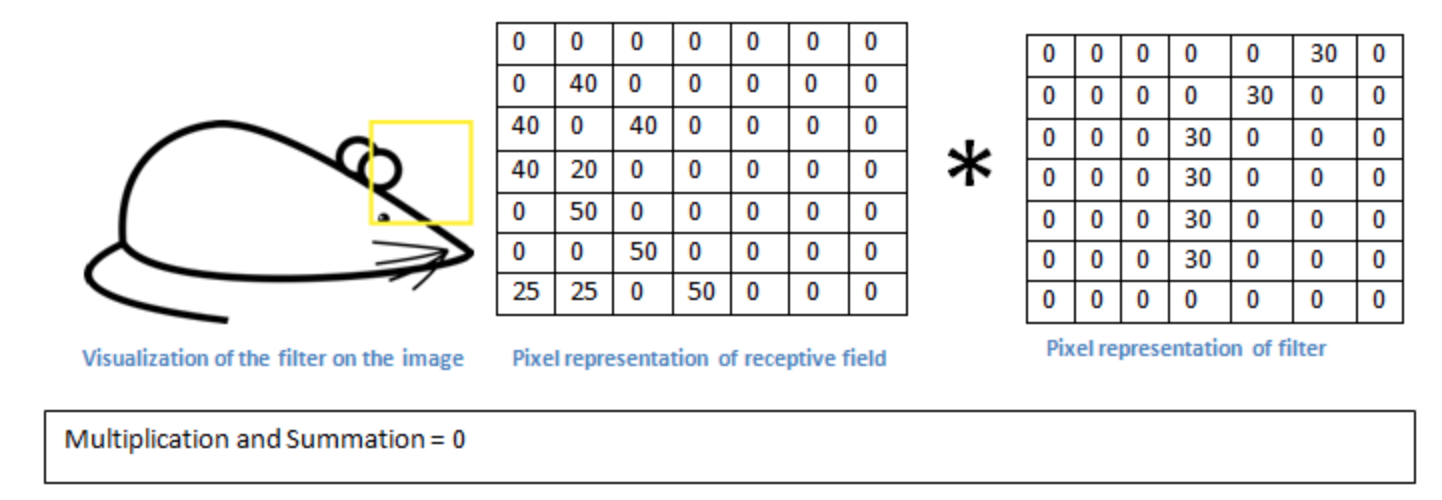 0 0 0 0 0 0 0
0 40 0 0 0 0 0
40 0 40 0 0 0 0
40 20 0 0 0 0 0
0 50 0 0 0 0 0
0 0 50 0 0 0 0
25 25 0 50 0 0 0
*
0 0 0 0 0 30 0
0 0 0 0 30 0 0
0 0 0 30 0 0 0
0 0 0 30 0 0 0
0 0 0 30 0 0 0
0 0 0 30 0 0 0
0 0 0 0 0 0 0
Visualization of the filter on the image
Pixel representation of receptive field
Pixel representation of filter
Multiplication and Summation = 0